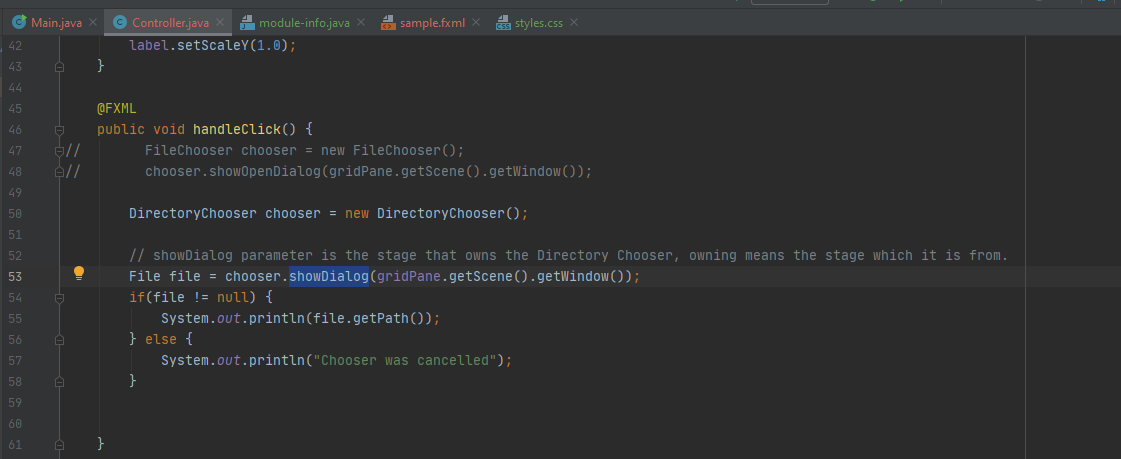 Main.java Controller.java module-info.java sample.fxml styles.css
42 label.setScaleY(1.0);
43 }
44
45 @FXML
46 public void handleClick() {
47 // FileChooser chooser = new FileChooser();
48 // chooser.showOpenDialog(gridPane.getScene().getWindow());
49
50 DirectoryChooser chooser = new DirectoryChooser();
51
52 // showDialog parameter is the stage that owns the Directory Chooser, owning means the stage which it is from.
53 File file = chooser.showDialog(gridPane.getScene().getWindow());
54 if(file != null) {
55 System.out.println(file.getPath());
56 } else {
57 System.out.println("Chooser was cancelled");
58 }
59
60
61 }